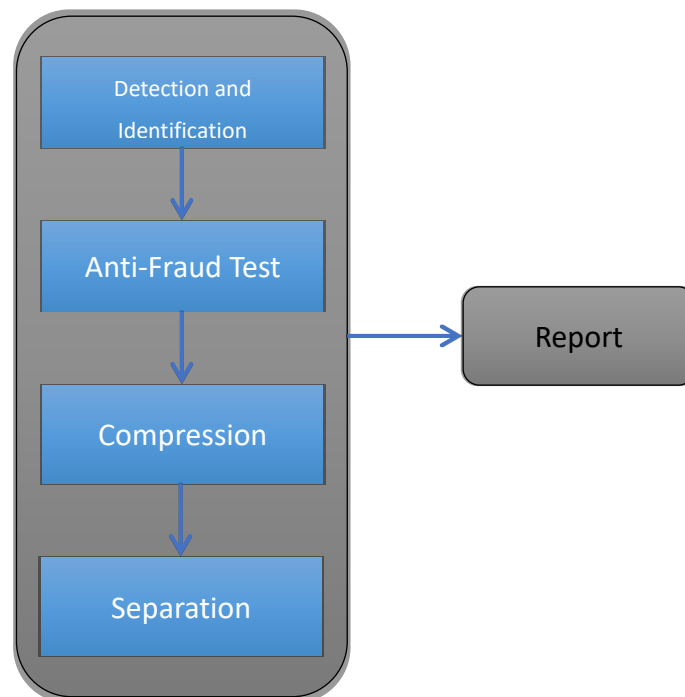 Detection and
Identification
Anti-Fraud Test
Compression
Separation
Report